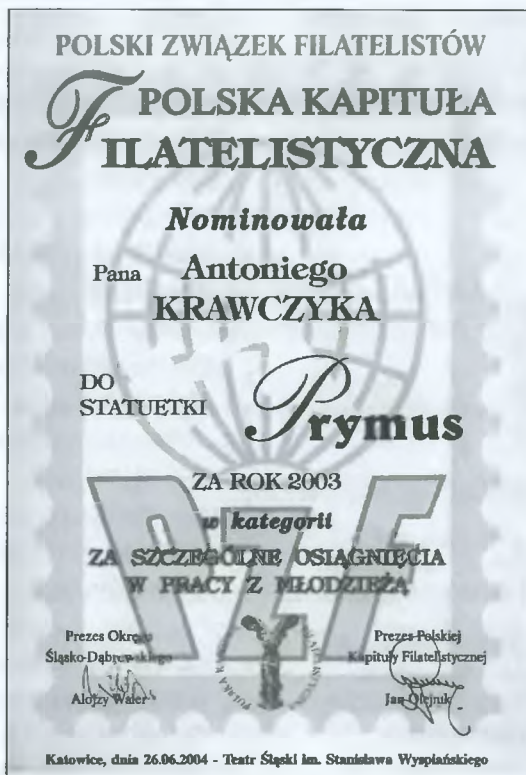 POLSKI ZWIĄZEK FILATELISTÓW
POLSKA KAPITUŁA
FILATELISTYCZNA
Nominowała
Pana Antoniego
KRAWCZYKA
DO
STATUETKI Prymus
ZA ROK 2003
w kategorii
ZA SZCZEGÓLNE OSIĄGNIĘCIA
W PRACY Z MŁODZIEŻĄ
PZF
Prezes Okręgu
Śląsko-Dąbrowskiego
Alojzy Waler
Prezes Polskiej
Kapituły Filatelistycznej
Jan Olejnik
Katowice, dnia 26.06.2004 - Teatr Śląski im. Stanisława Wyspiańskiego